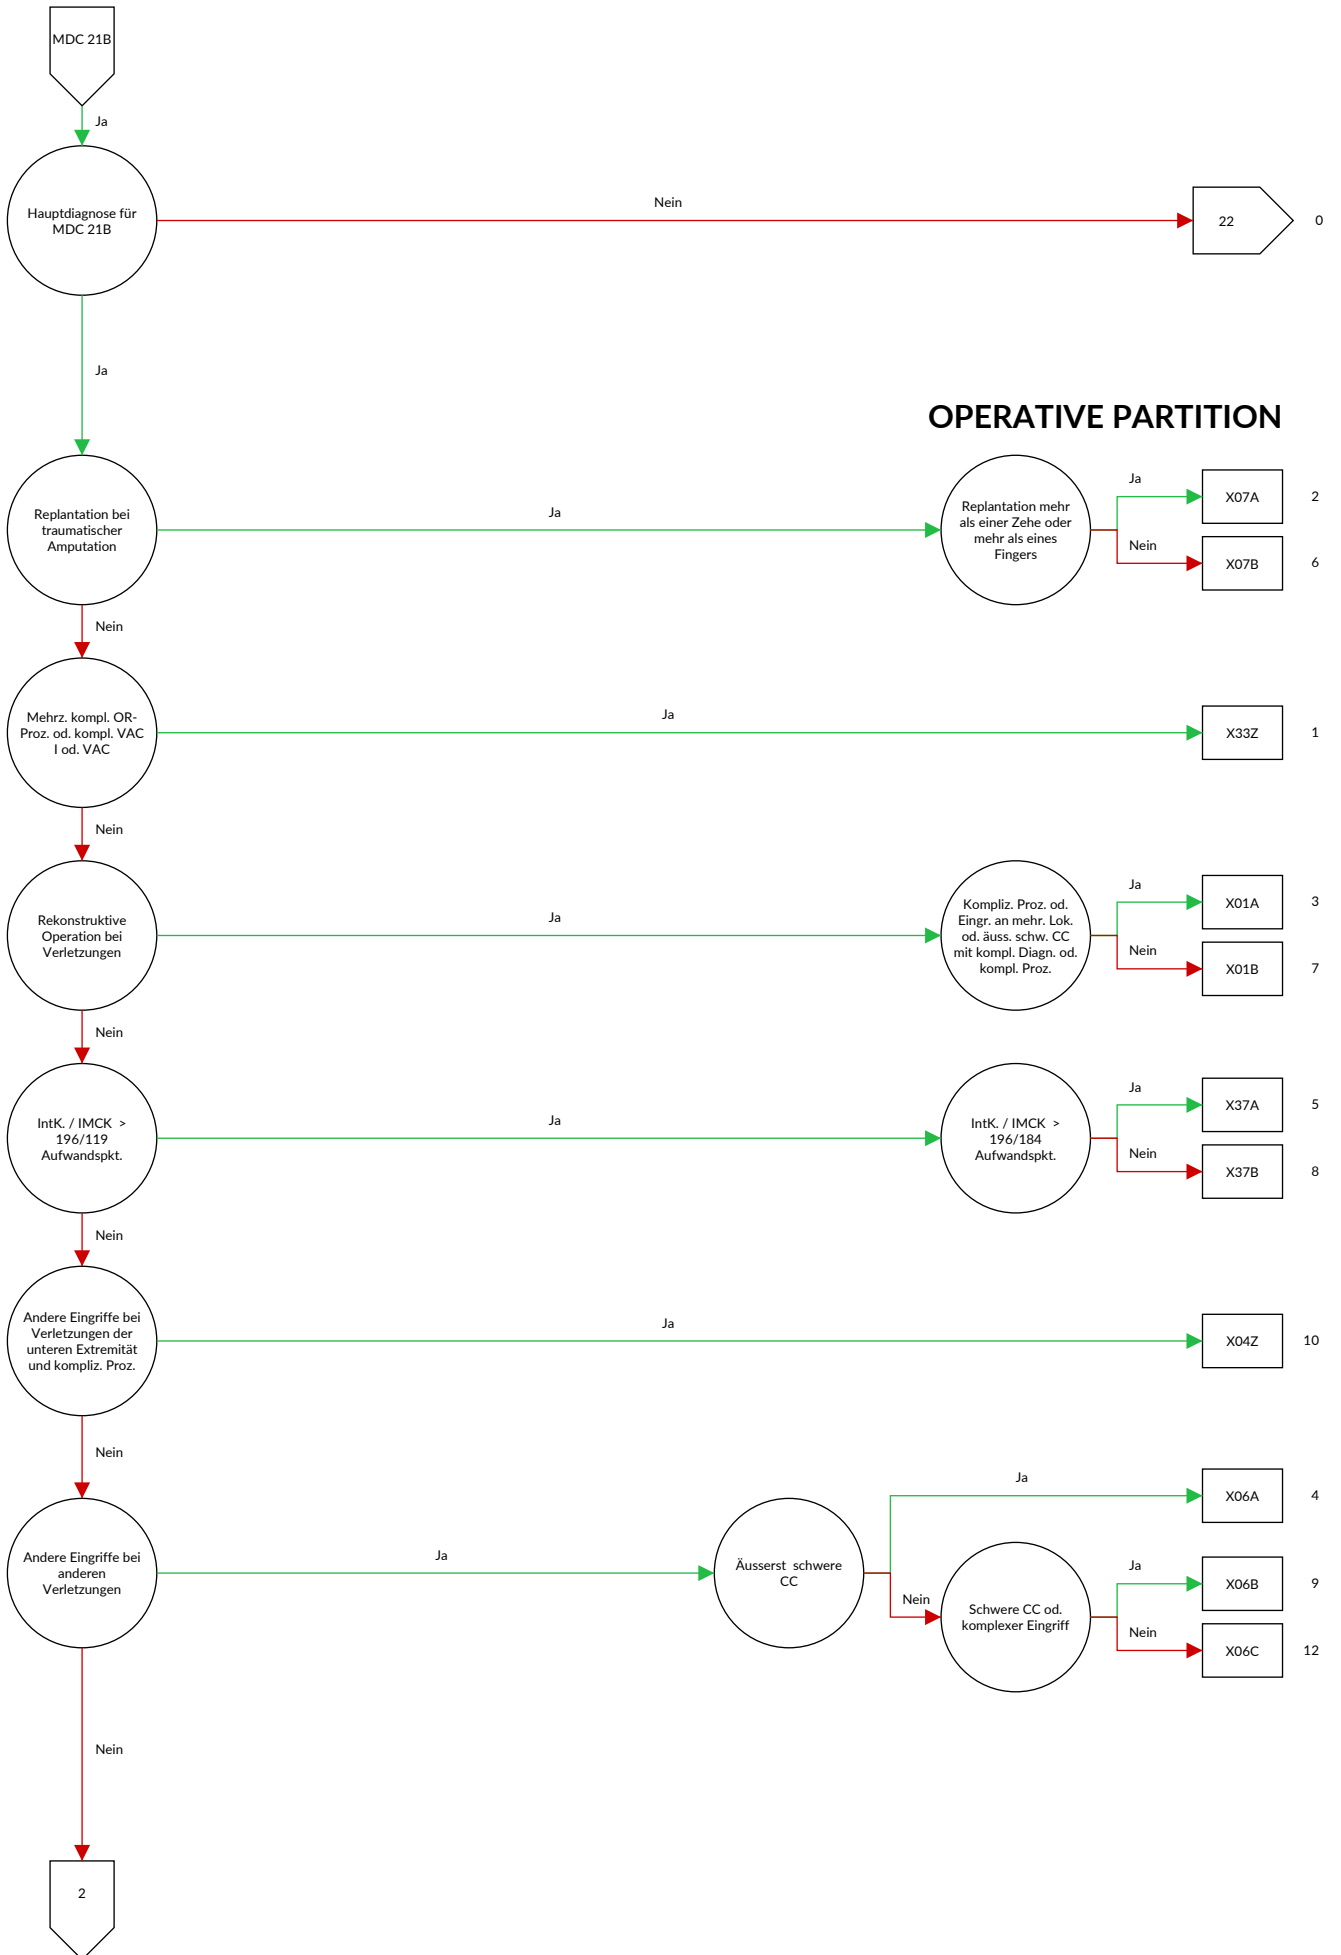 MDC 21B
Ja
Hauptdiagnose für
MDC 21B
Nein
22
0
Ja
OPERATIVE PARTITION
Replantation bei
traumatischer
Amputation
Ja
Replantation mehr
als einer Zehe oder
mehr als eines
Fingers
Ja
X07A
2
Nein
X07B
6
Nein
Mehrz. kompl. OR-
Proz. od. kompl. VAC
I od. VAC
Ja
X33Z
1
Nein
Rekonstruktive
Operation bei
Verletzungen
Ja
Kompliz. Proz. od.
Eingr. an mehr. Lok.
od. äuss. schw. CC
mit kompl. Diagn. od.
kompl. Proz.
Ja
X01A
3
Nein
X01B
7
Nein
IntK. / IMCK >
196/119
Aufwandspkt.
Ja
IntK. / IMCK >
196/184
Aufwandspkt.
Ja
X37A
5
Nein
X37B
8
Nein
Andere Eingriffe bei
Verletzungen der
unteren Extremität
und kompliz. Proz.
Ja
X04Z
10
Nein
Andere Eingriffe bei
anderen
Verletzungen
Ja
Äusserst schwere
CC
Ja
X06A
4
Nein
Schwere CC od.
komplexer Eingriff
Ja
X06B
9
Nein
X06C
12
Nein
2